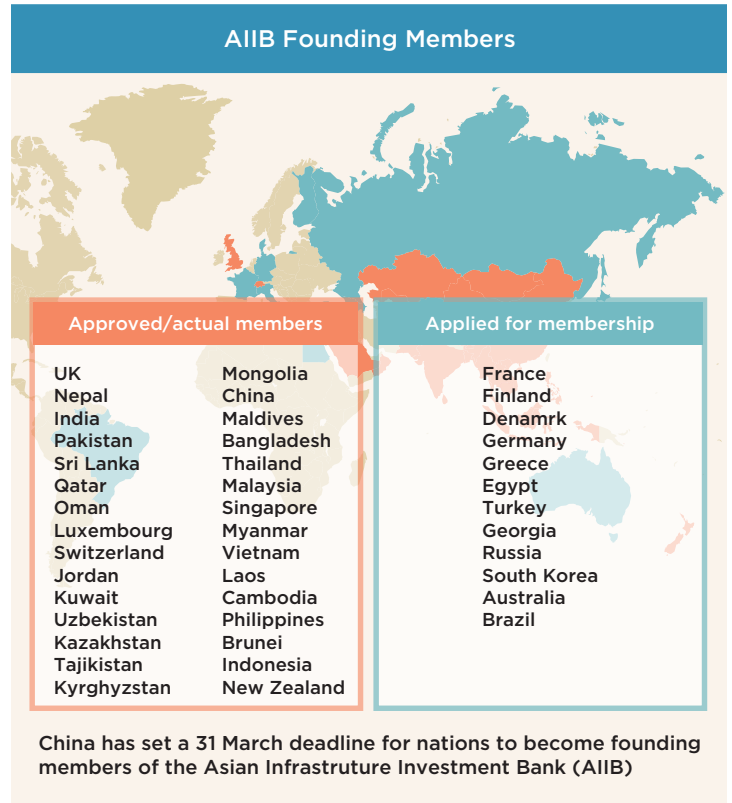 AIIB Founding Members
Approved/actual members
UK
Nepal
India
Pakistan
Sri Lanka
Qatar
Oman
Luxembourg
Switzerland
Jordan
Kuwait
Uzbekistan
Kazakhstan
Tajikistan
Kyrghyzstan
Mongolia
China
Maldives
Bangladesh
Thailand
Malaysia
Singapore
Myanmar
Vietnam
Laos
Cambodia
Philippines
Brunei
Indonesia
New Zealand
Applied for membership
France
Finland
Denamrk
Germany
Greece
Egypt
Turkey
Georgia
Russia
South Korea
Australia
Brazil
China has set a 31 March deadline for nations to become founding
members of the Asian Infrastruture Investment Bank (AIIB)